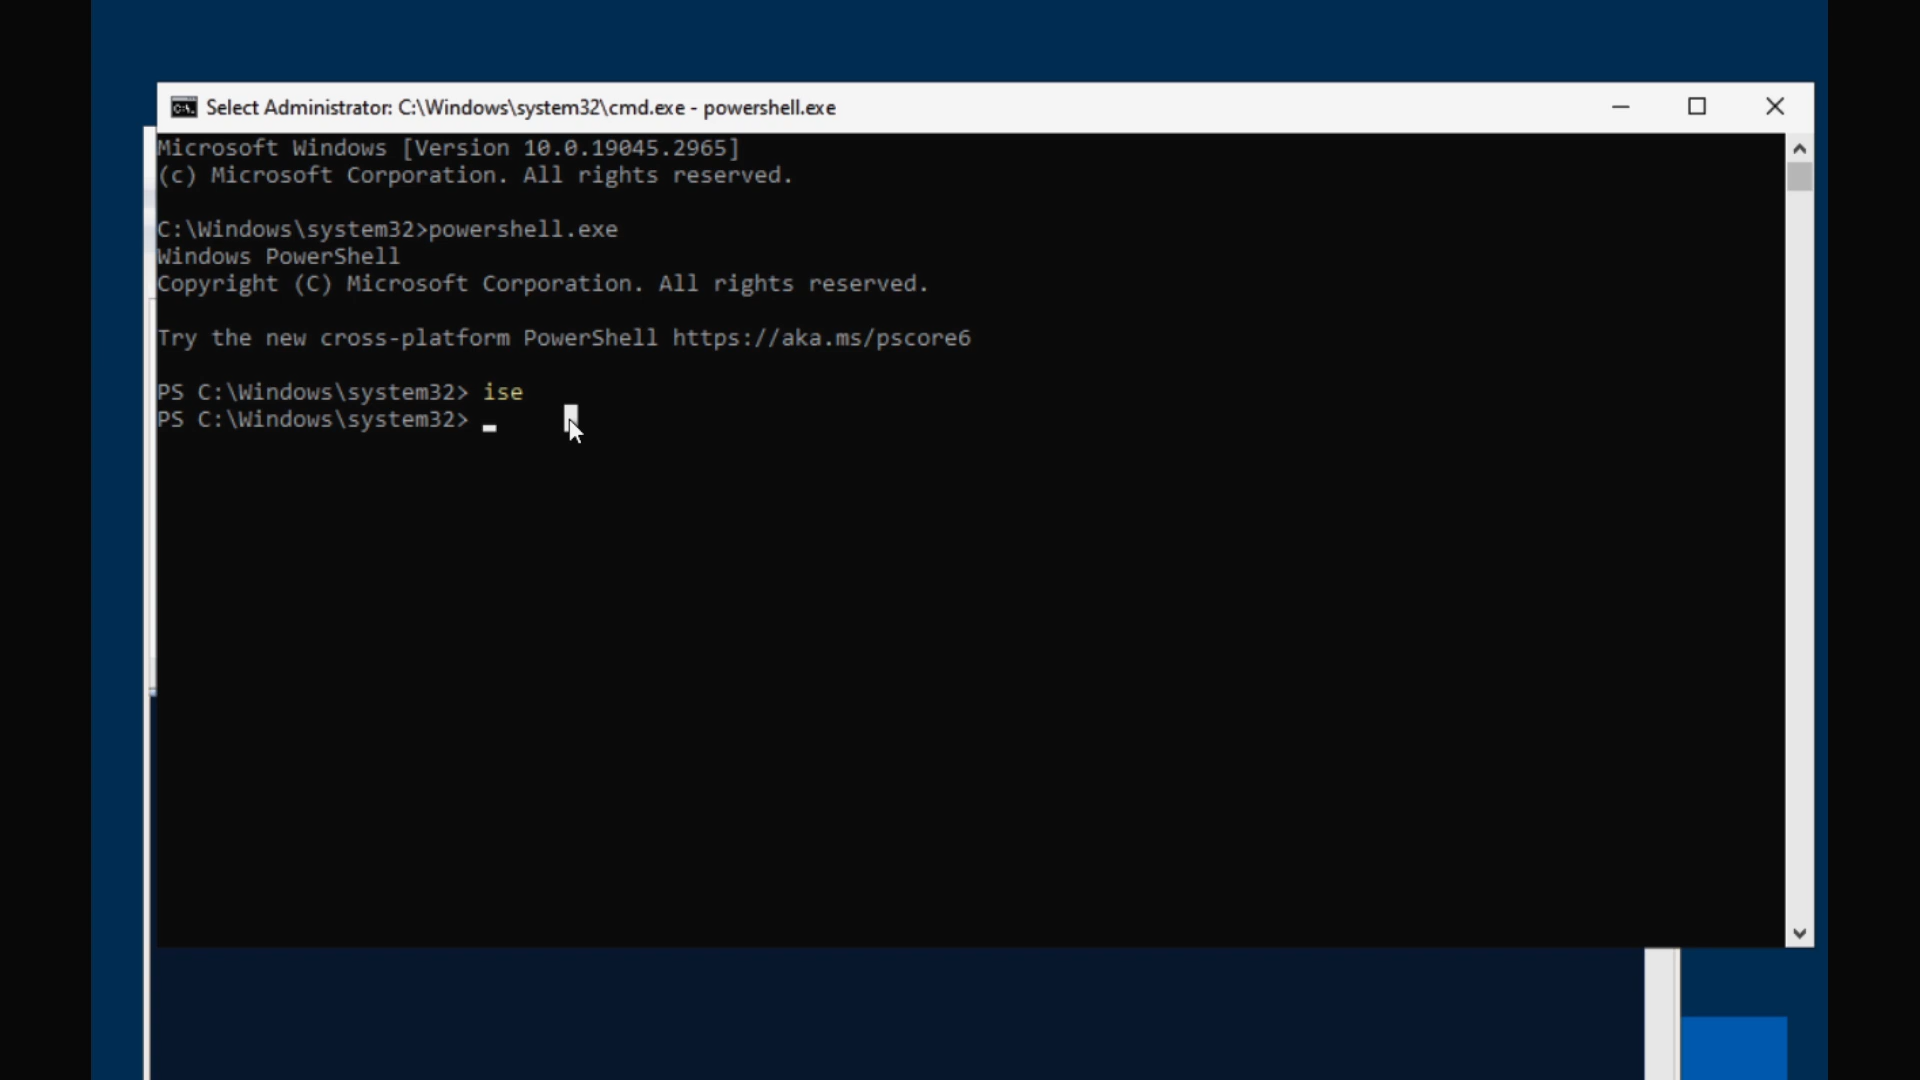 Select Administrator: C:\Windows\system32\cmd.exe - powershell.exe
Microsoft Windows [Version 10.0.19045.2965]
(c) Microsoft Corporation. All rights reserved.
C:\Windows\system32>powershell.exe
Windows PowerShell
Copyright (C) Microsoft Corporation. All rights reserved.
Try the new cross-platform PowerShell https://aka.ms/pscore6
PS C:\Windows\system32> ise
PS C:\Windows\system32>